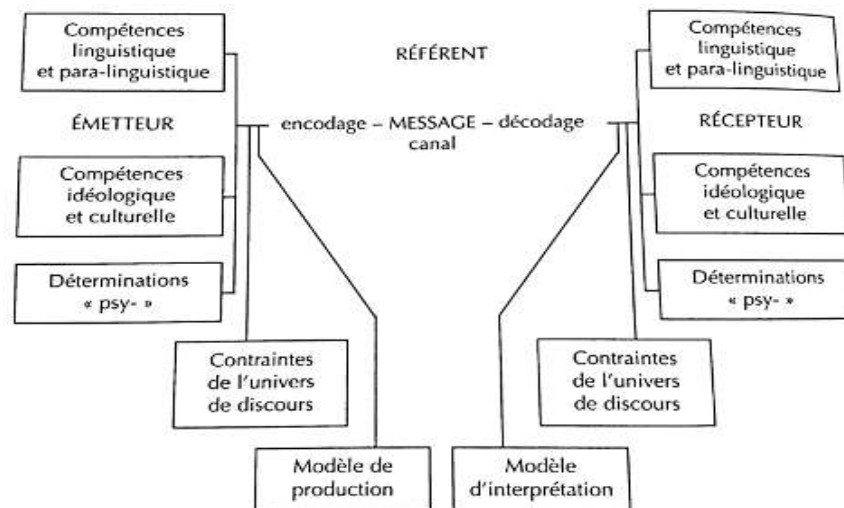 Compétences
linguistique
et para-linguistique
RÉFÉRENT
Compétences
linguistique
et para-linguistique
ÉMETTEUR
encodage – MESSAGE – décodage
canal
RÉCEPTEUR
Compétences
idéologique
et culturelle
Compétences
idéologique
et culturelle
Déterminations
« psy- »
Déterminations
« psy- »
Contraintes
de l'univers
de discours
Contraintes
de l'univers
de discours
Modèle de
production
Modèle
d'interprétation